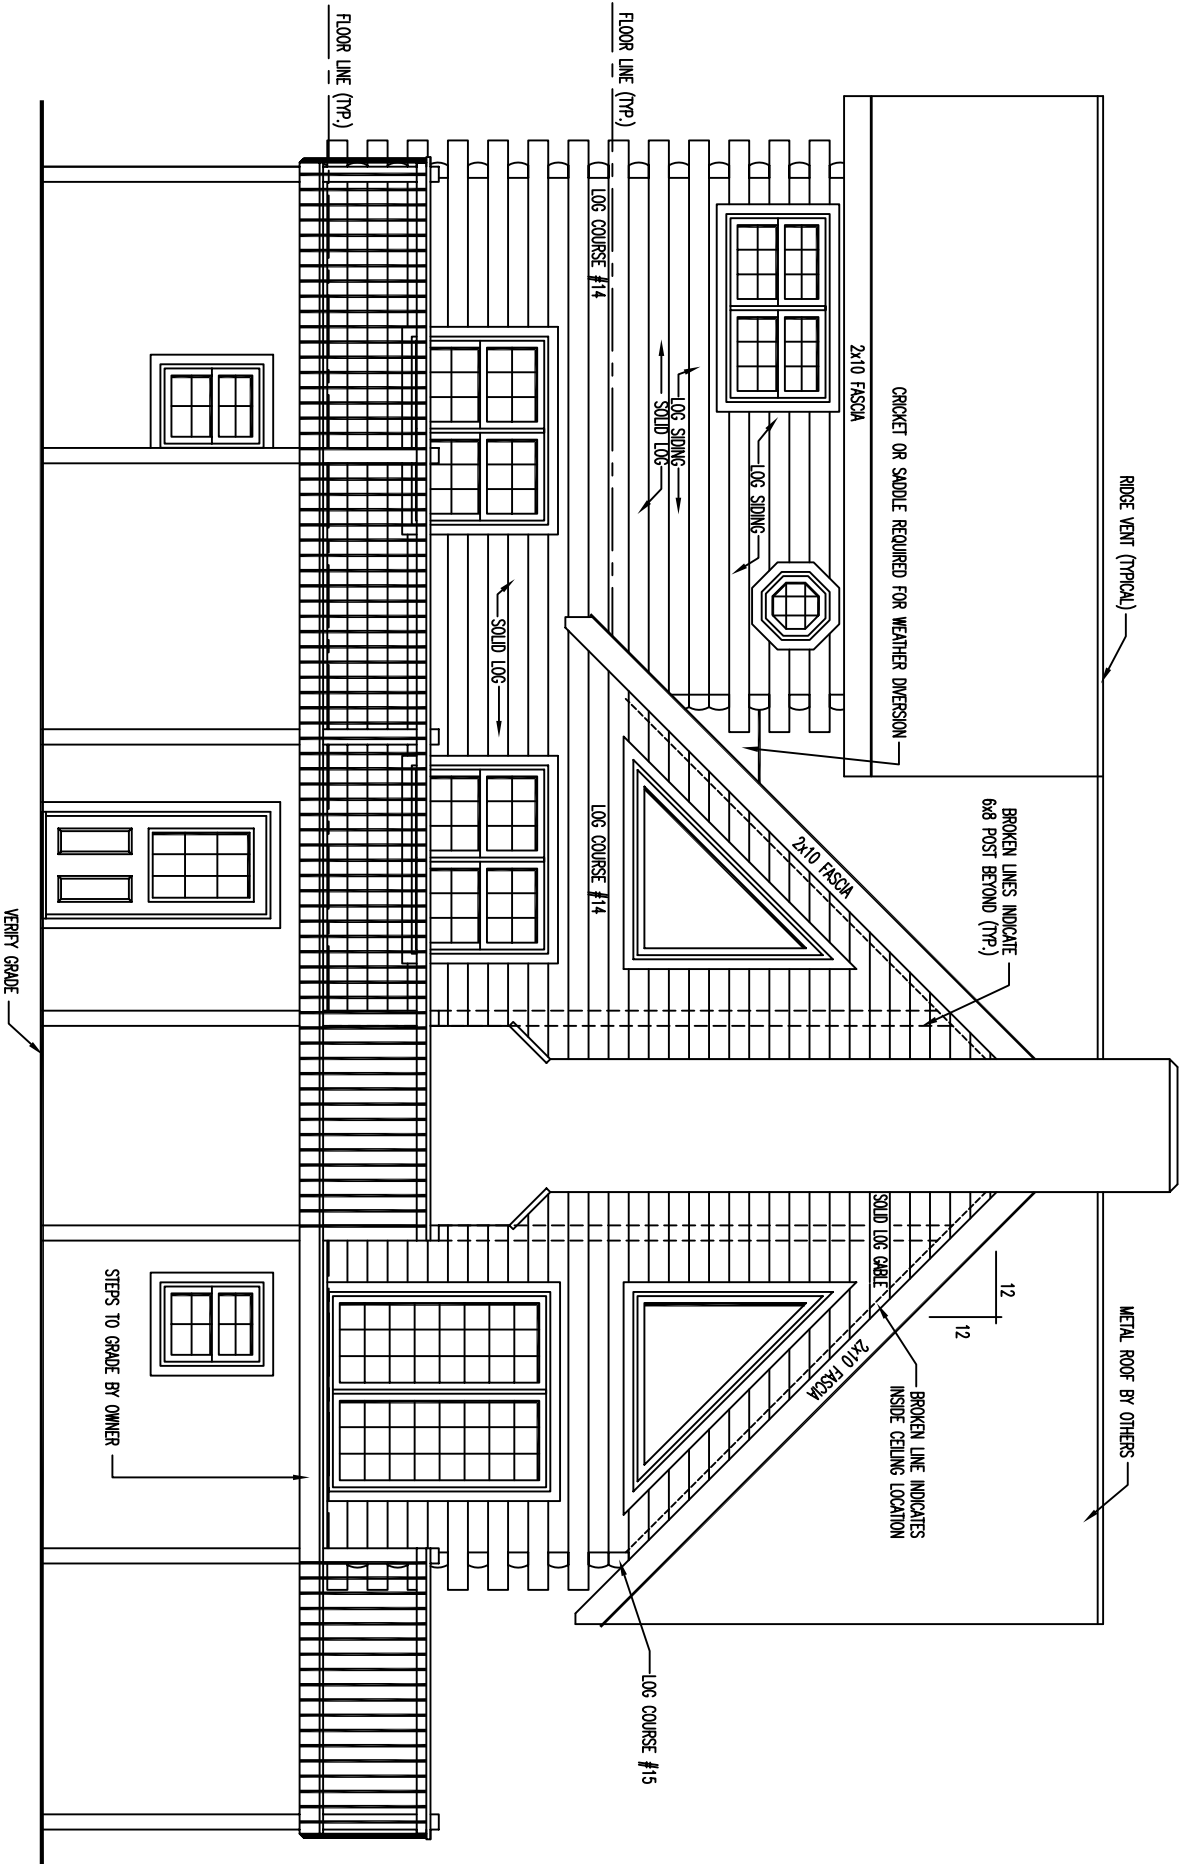 RIDGE VENT (TYPICAL)
METAL ROOF BY OTHERS
BROKEN LINES INDICATE
6x8 POST BEYOND (TYP.)
12
12
CRICKET OR SADDLE REQUIRED FOR WEATHER DIVERSION
BROKEN LINE INDICATES
INSIDE CEILING LOCATION
2x10 FASCIA
2x10 FASCIA
SOLID LOG GABLE
2x10 FASCIA
LOG SIDING
LOG SIDING
SOLID LOG
FLOOR LINE (TYP.)
LOG COURSE #14
LOG COURSE #14
LOG COURSE #15
SOLID LOG
FLOOR LINE (TYP.)
STEPS TO GRADE BY OWNER
VERIFY GRADE